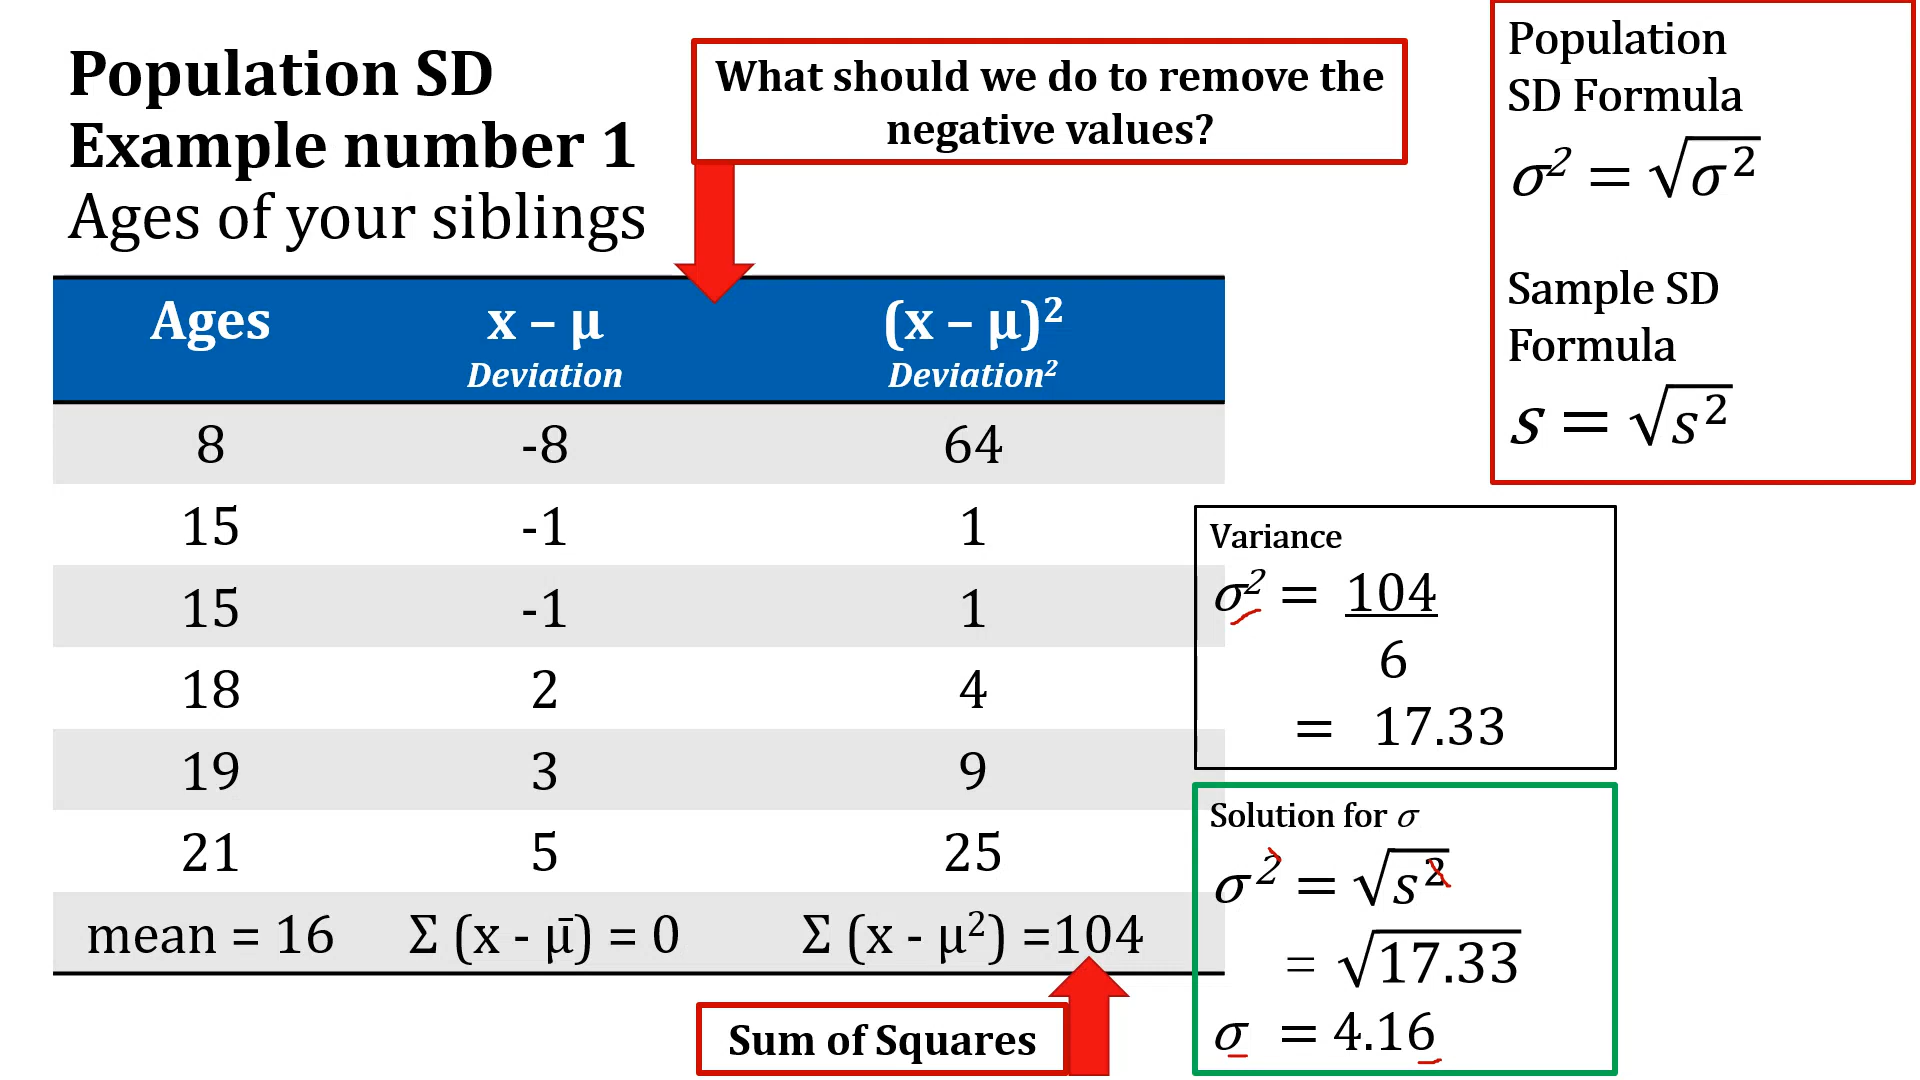 Population SD
Example number 1
Ages of your siblings
What should we do to remove the
negative values?
Population
SD Formula
σ² = √σ²
Sample SD
Formula
s = √s²
Ages x – µ (x – µ)²
Deviation Deviation²
8 -8 64
15 -1 1
15 -1 1
18 2 4
19 3 9
21 5 25
mean = 16 Σ (x - µ̄) = 0 Σ (x - µ²) =104
Sum of Squares
Variance
σ² = 104
6
= 17.33
Solution for σ
σ ² = √s²
= √17.33
σ = 4.16